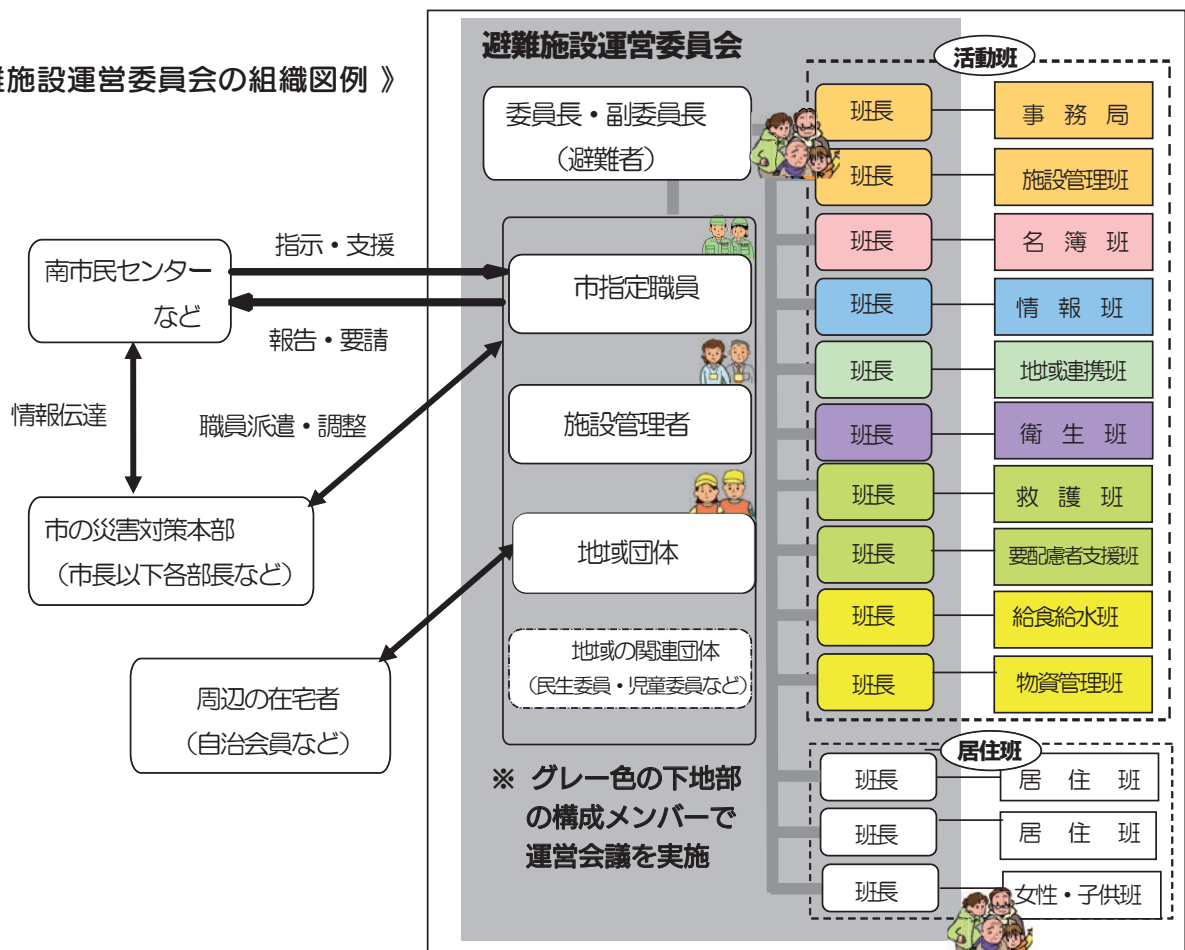 難施設運営委員会の組織図例 》
避難施設運営委員会
委員長・副委員長
（避難者）
市指定職員
施設管理者
地域団体
地域の関連団体
（民生委員・児童委員など）
※ グレー色の下地部
の構成メンバーで
運営会議を実施
南市民センター
など
指示・支援
報告・要請
情報伝達
職員派遣・調整
市の災害対策本部
（市長以下各部長など）
周辺の在宅者
（自治会員など）
活動班
班長 事務局
班長 施設管理班
班長 名簿班
班長 情報班
班長 地域連携班
班長 衛生班
班長 救護班
班長 要配慮者支援班
班長 給食給水班
班長 物資管理班
居住班
班長 居住班
班長 居住班
班長 女性・子供班